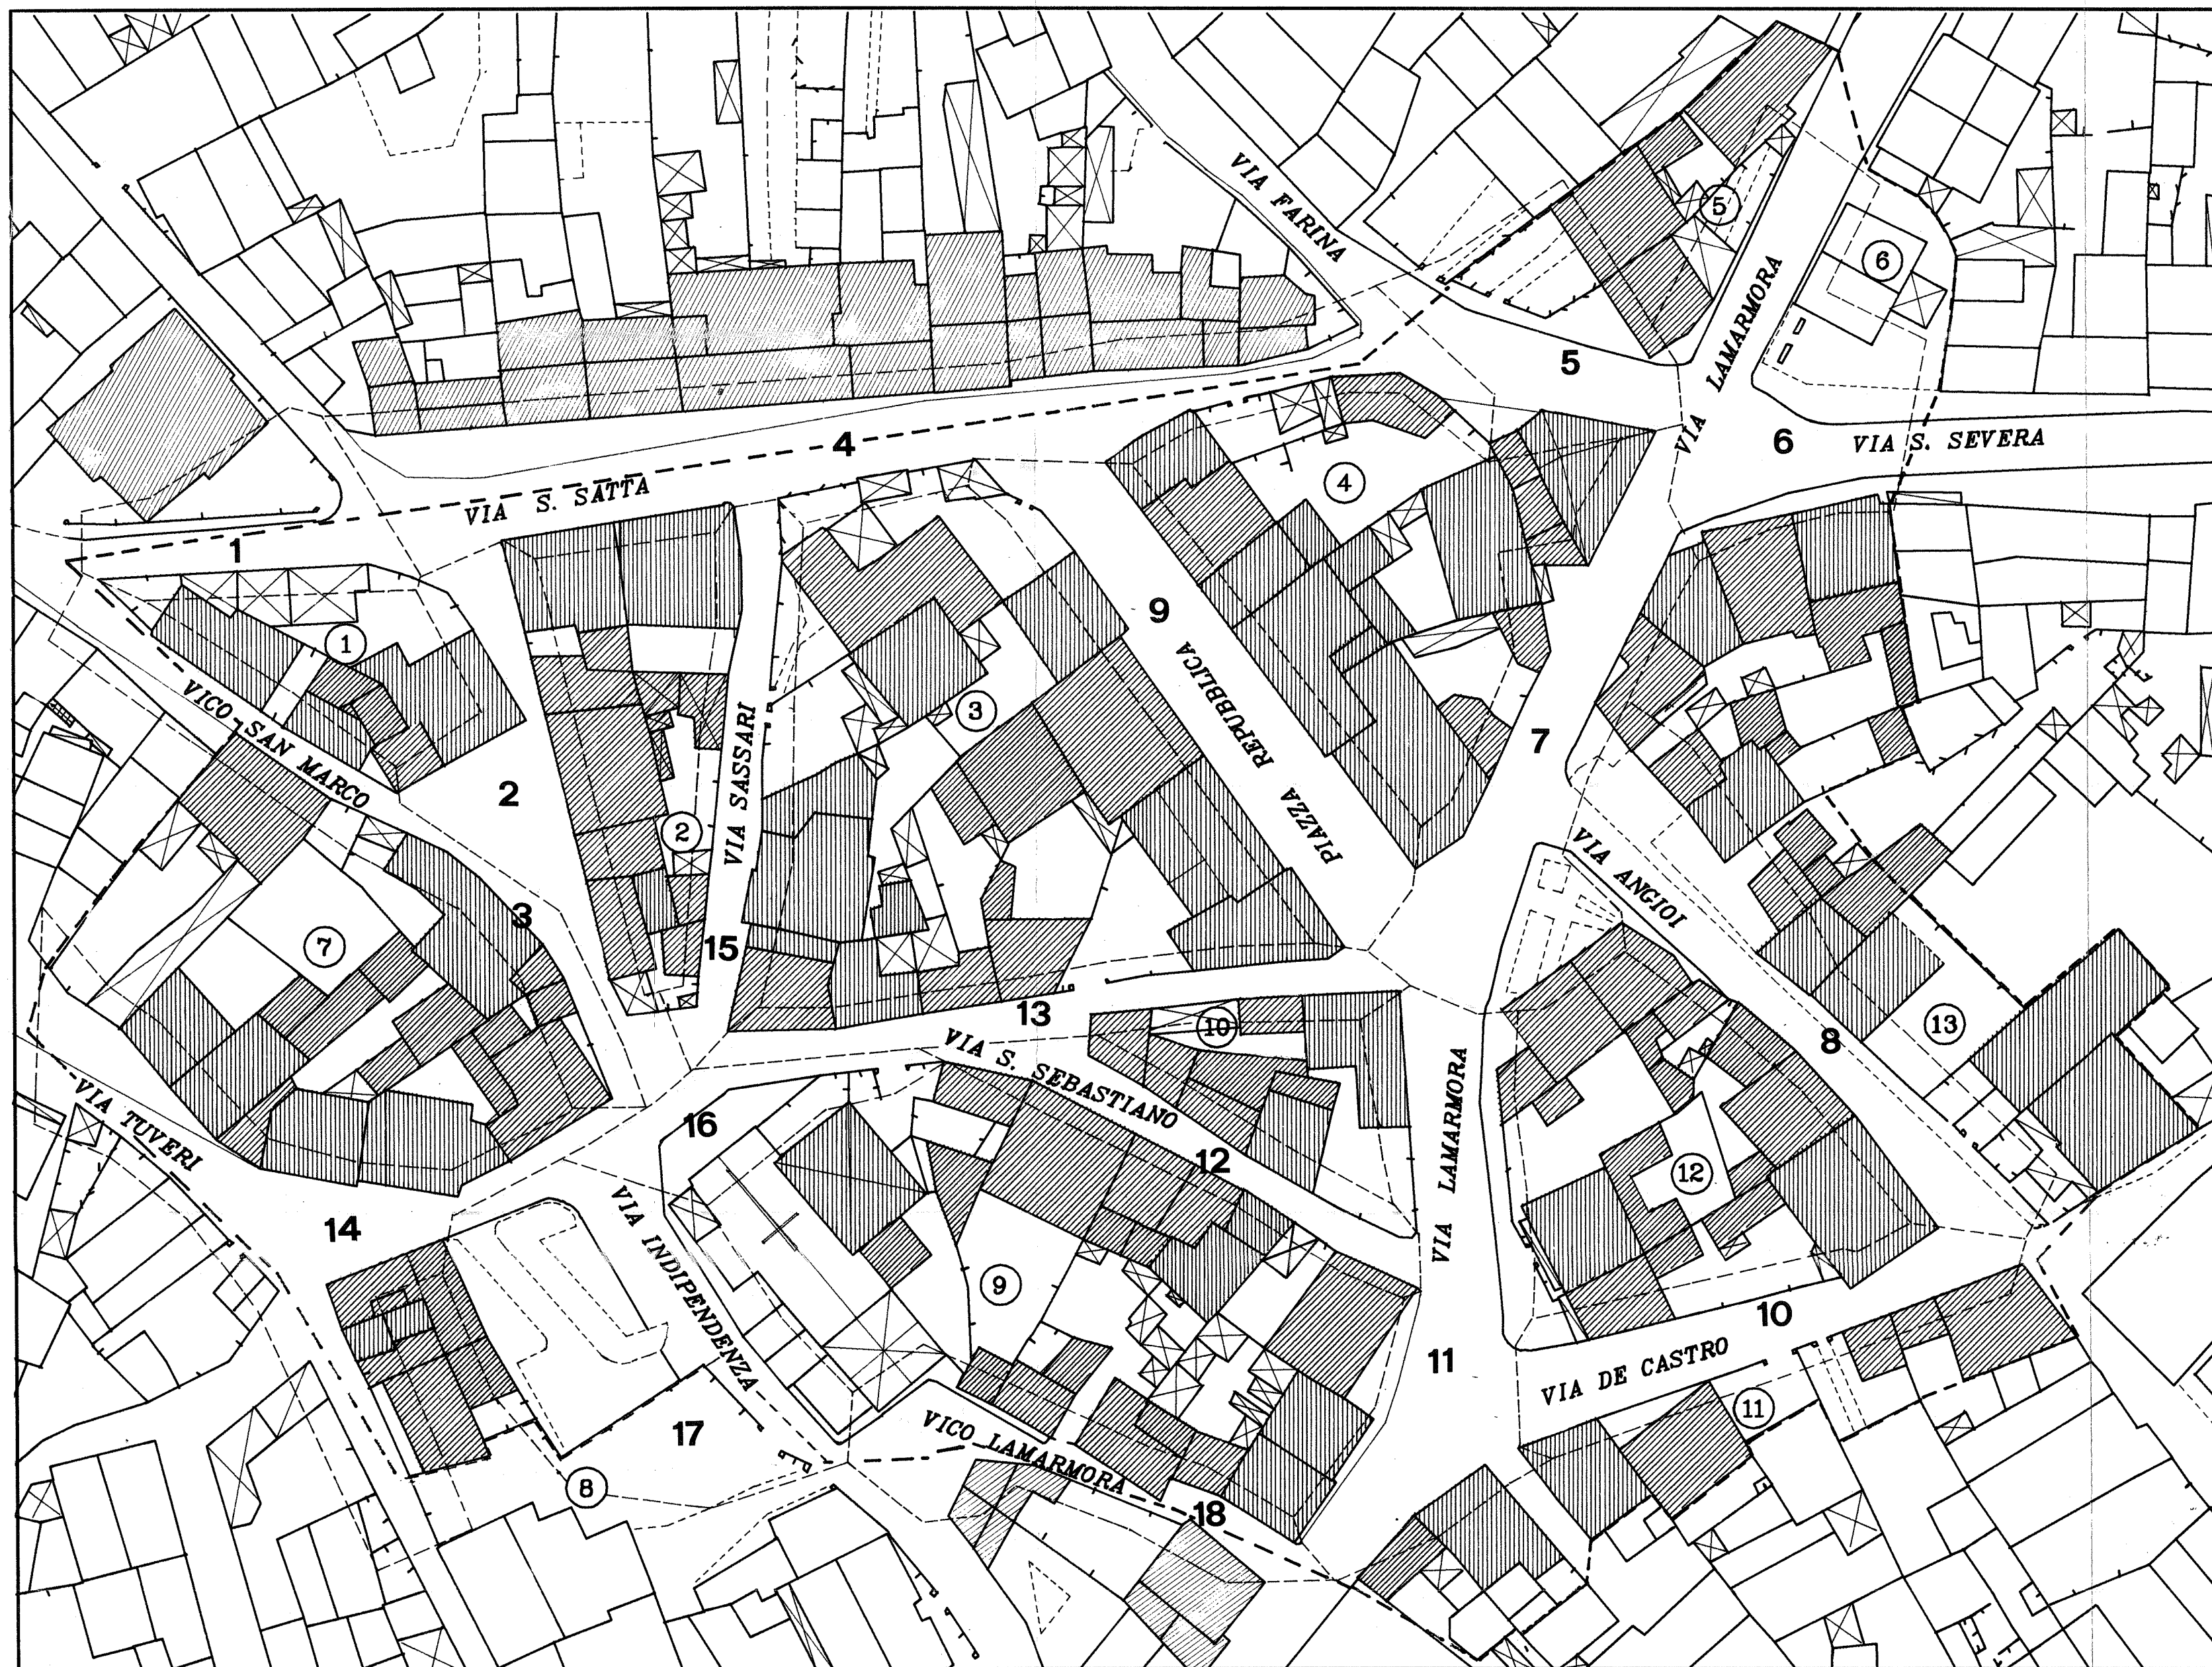 VIA FARINA
5
6
VIA LAMARMORA
5
6
VIA S. SEVERA
4
VIA S. SATTA
4
1
1
9
VICO SAN MARCO
3
PIAZZA REPUBBLICA
7
2
VIA SASSARI
2
VIA ANGIOI
3
7
15
13
10
13
8
VIA S. SEBASTIANO
VIA TUVERI
16
12
VIA LAMARMORA
12
14
VIA INDIPENDENZA
9
10
11
VIA DE CASTRO
11
17
VICO LAMARMORA
8
18